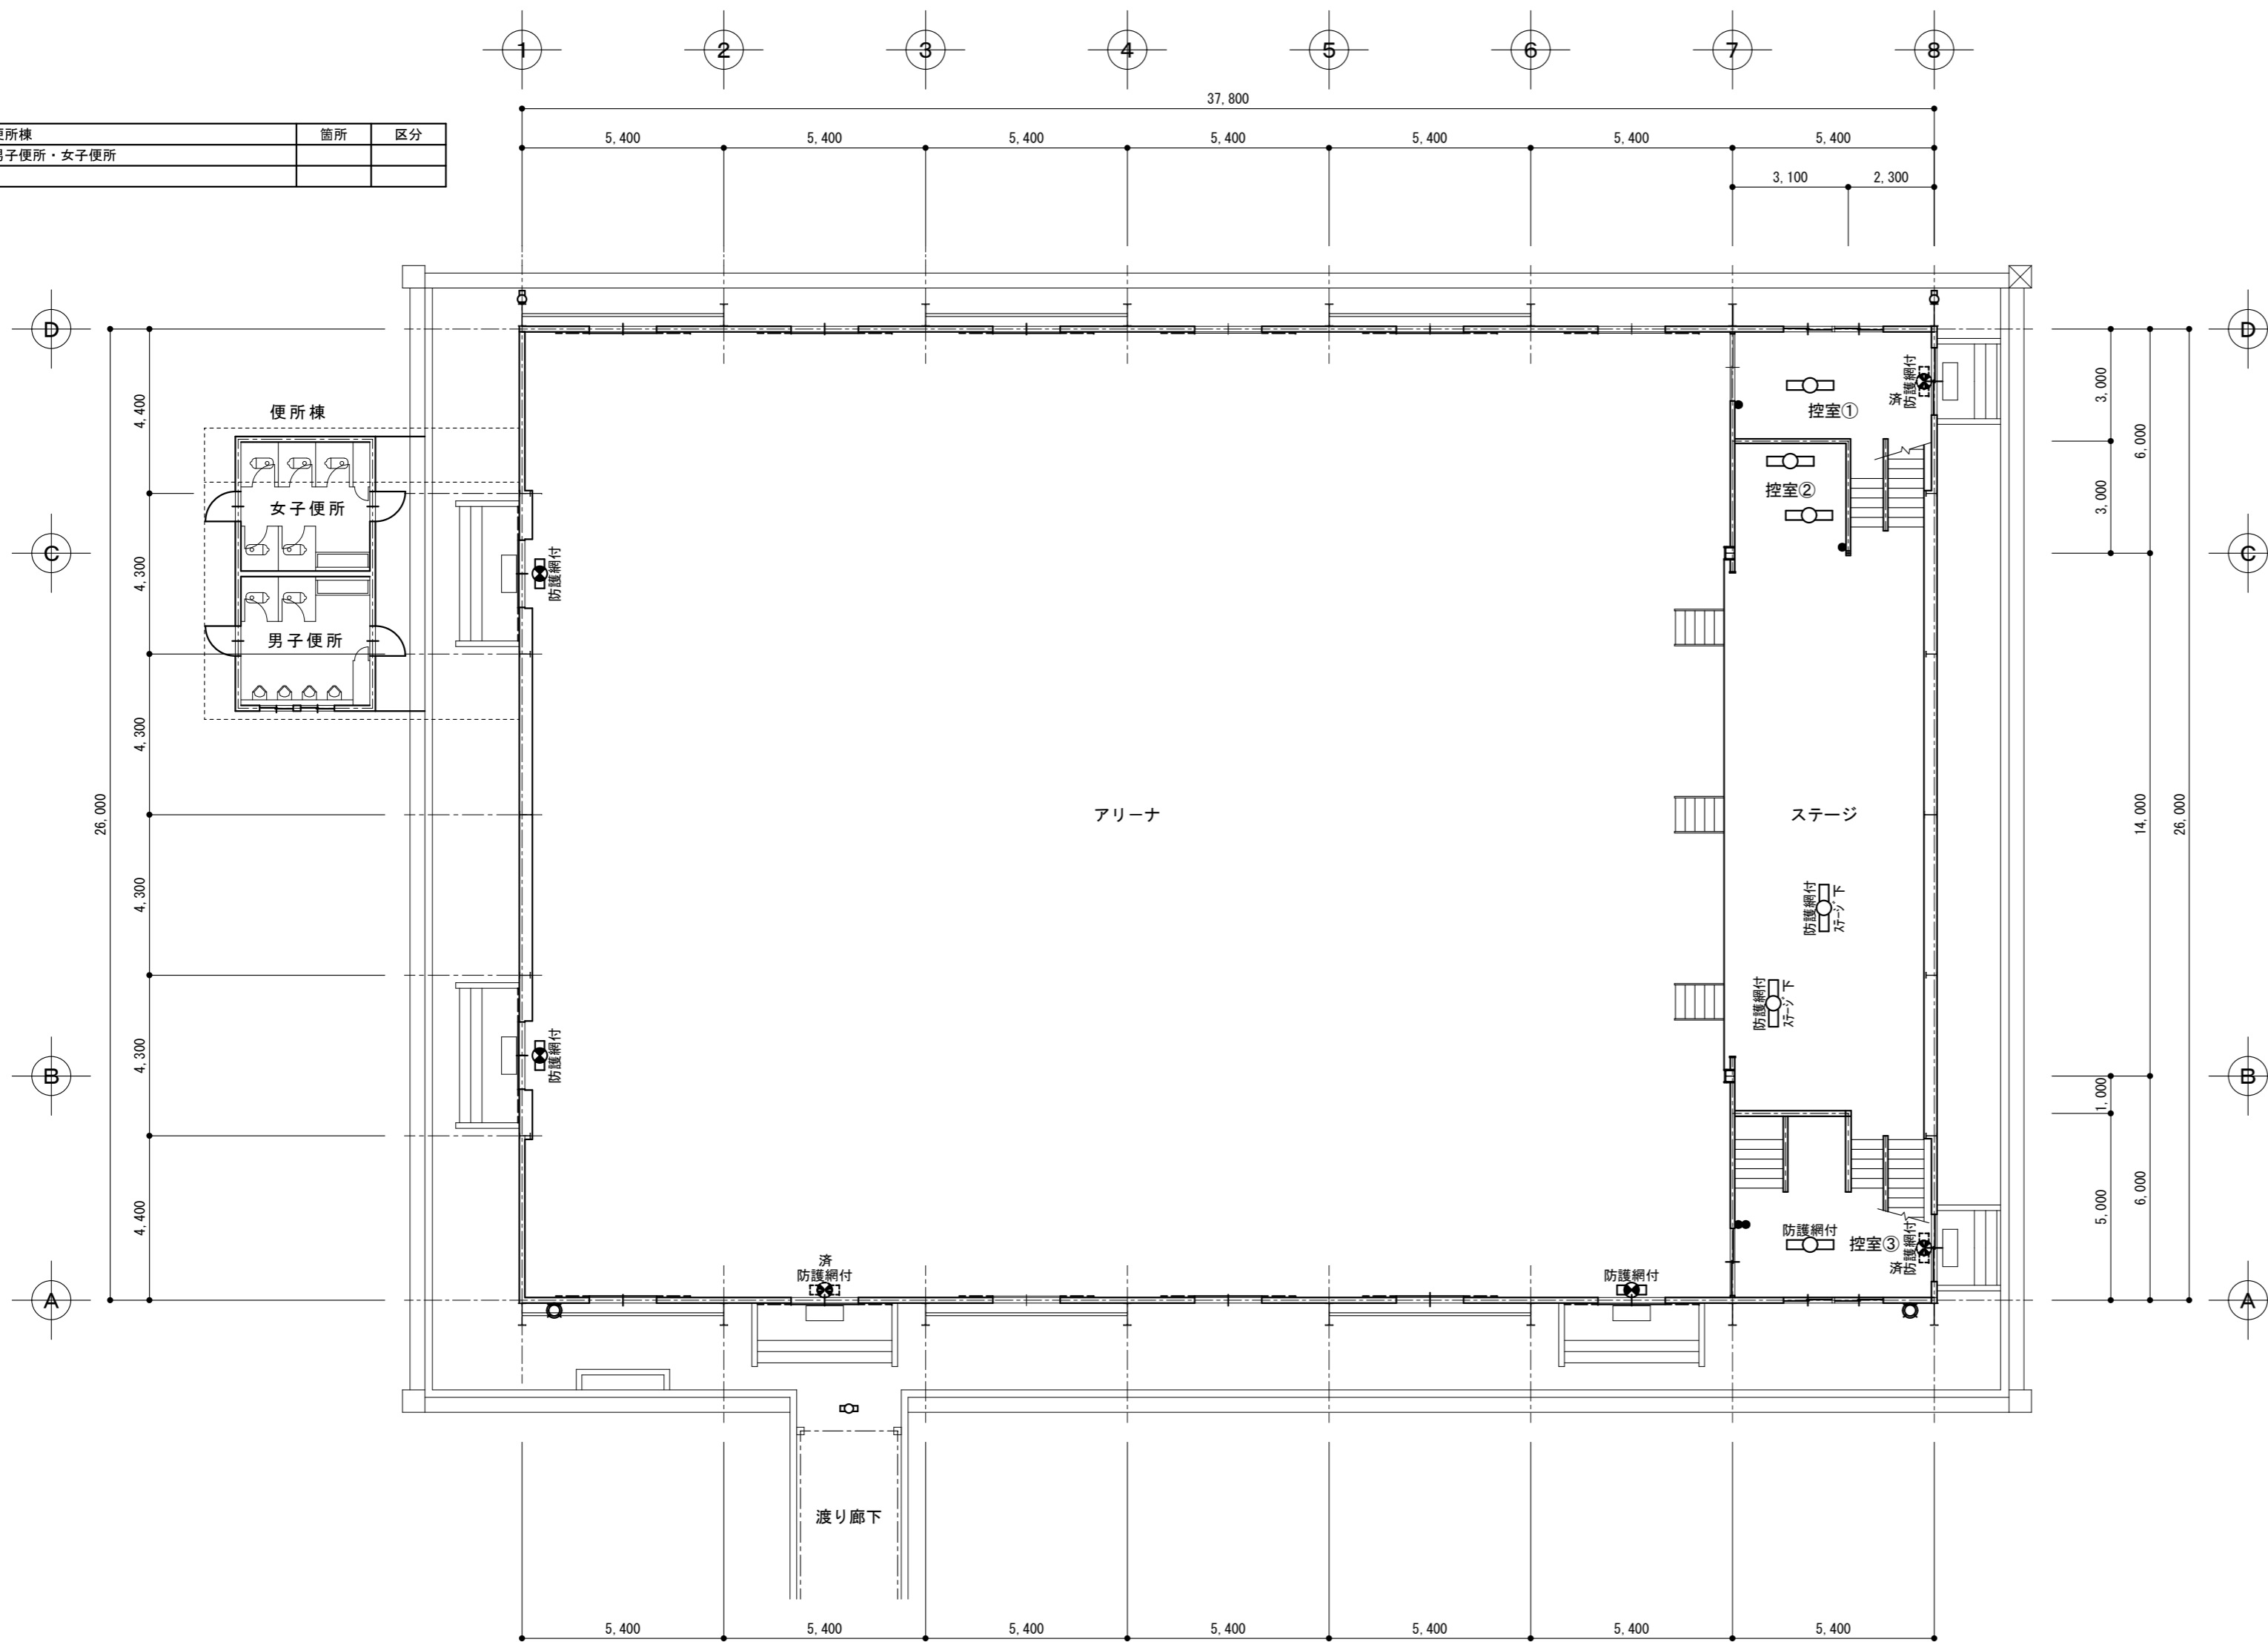 1 2 3 4 5 6 7 8
37,800
便所棟 箇所 区分
男子便所・女子便所
5,400 5,400 5,400 5,400 5,400 5,400 5,400
3,100 2,300
D D
便所棟
女子便所
男子便所
C C
B B
A A
4,400
4,300
4,300
4,300
4,300
4,400
26,000
防護網付
防護網付
アリーナ
ステージ
控室①
済
防護網付
控室②
防護網付
ステージ下
防護網付
ステージ下
防護網付
控室③
済
防護網付
済
防護網付
防護網付
3,000
3,000
6,000
14,000
26,000
1,000
5,000
6,000
渡り廊下
5,400 5,400 5,400 5,400 5,400 5,400 5,400